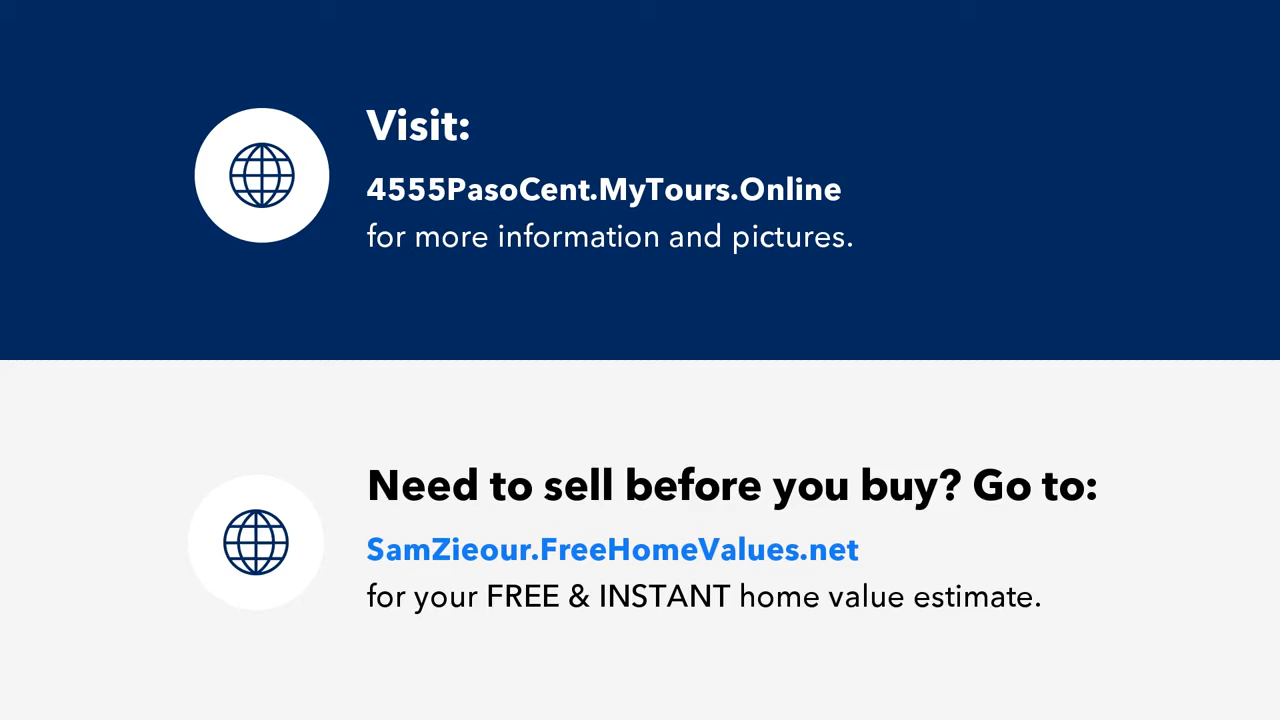 Visit:
4555PasoCent.MyTours.Online
for more information and pictures.
Need to sell before you buy? Go to:
SamZieour.FreeHomeValues.net
for your FREE & INSTANT home value estimate.